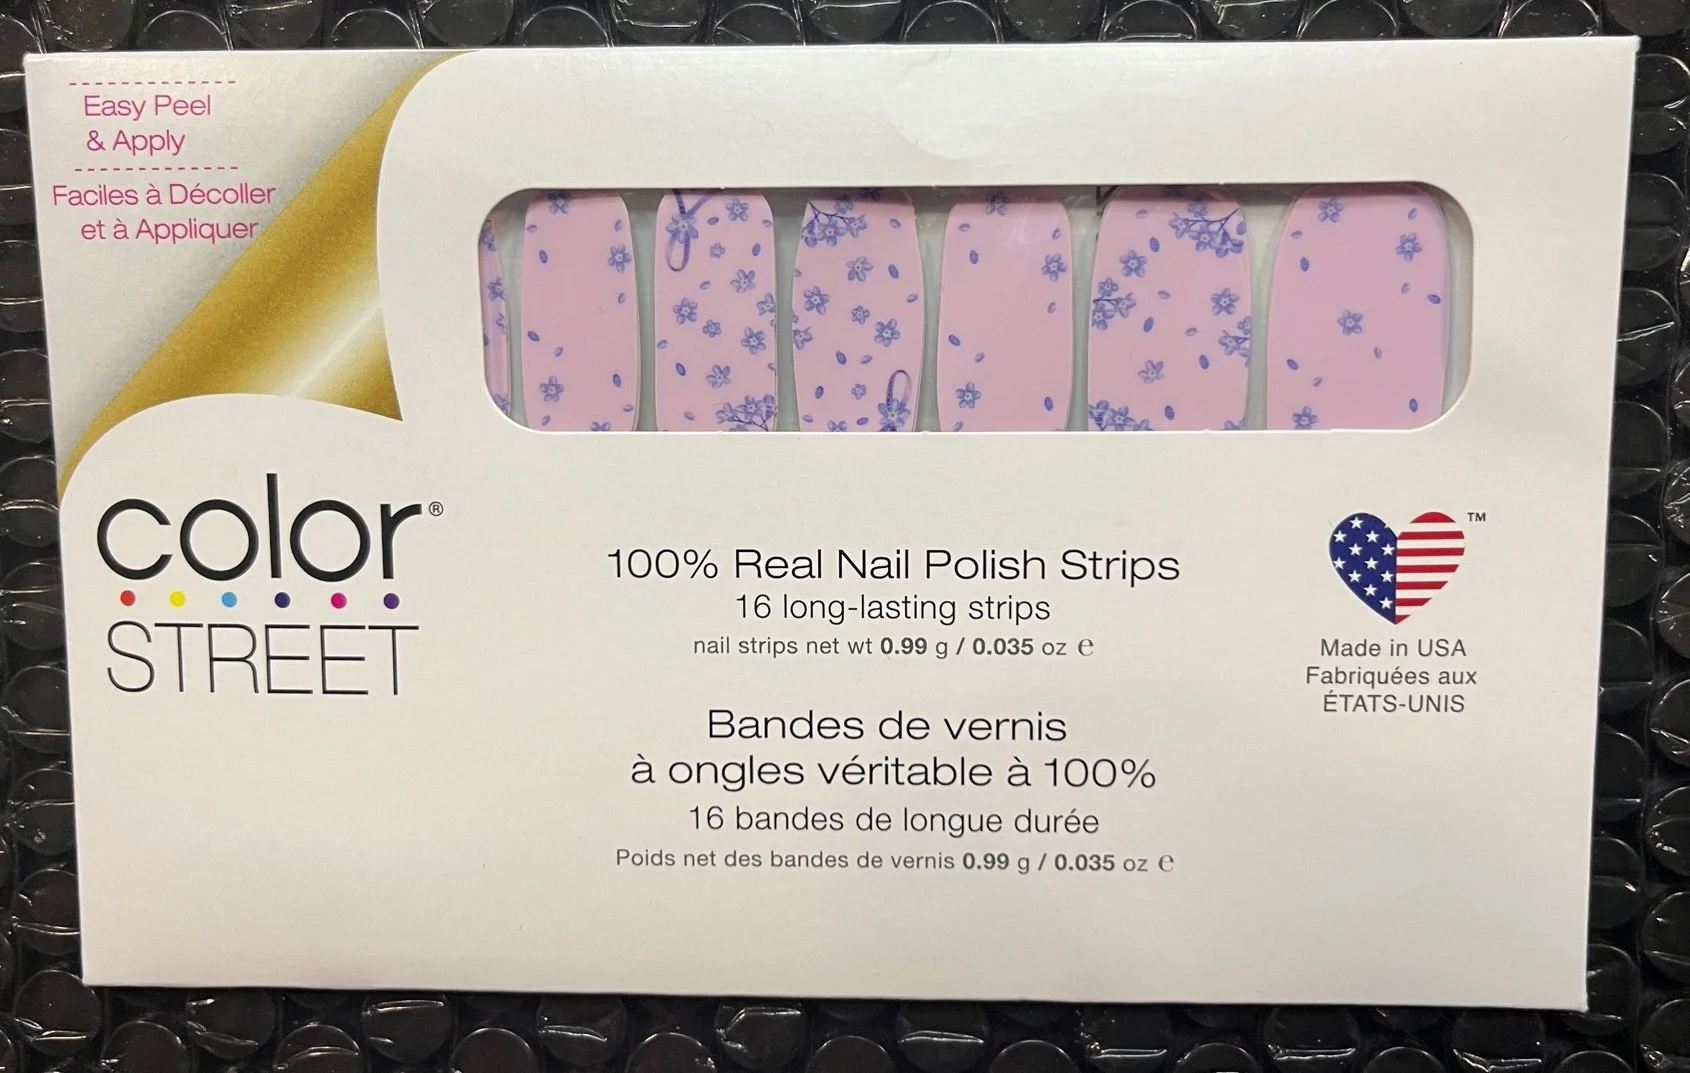 Easy Peel
& Apply
Faciles à Décoller
et à Appliquer
color®
STREET
100% Real Nail Polish Strips
16 long-lasting strips
nail strips net wt 0.99 g / 0.035 oz ℮
Bandes de vernis
à ongles véritable à 100%
16 bandes de longue durée
Poids net des bandes de vernis 0.99 g / 0.035 oz ℮
TM
Made in USA
Fabriquées aux
ÉTATS-UNIS